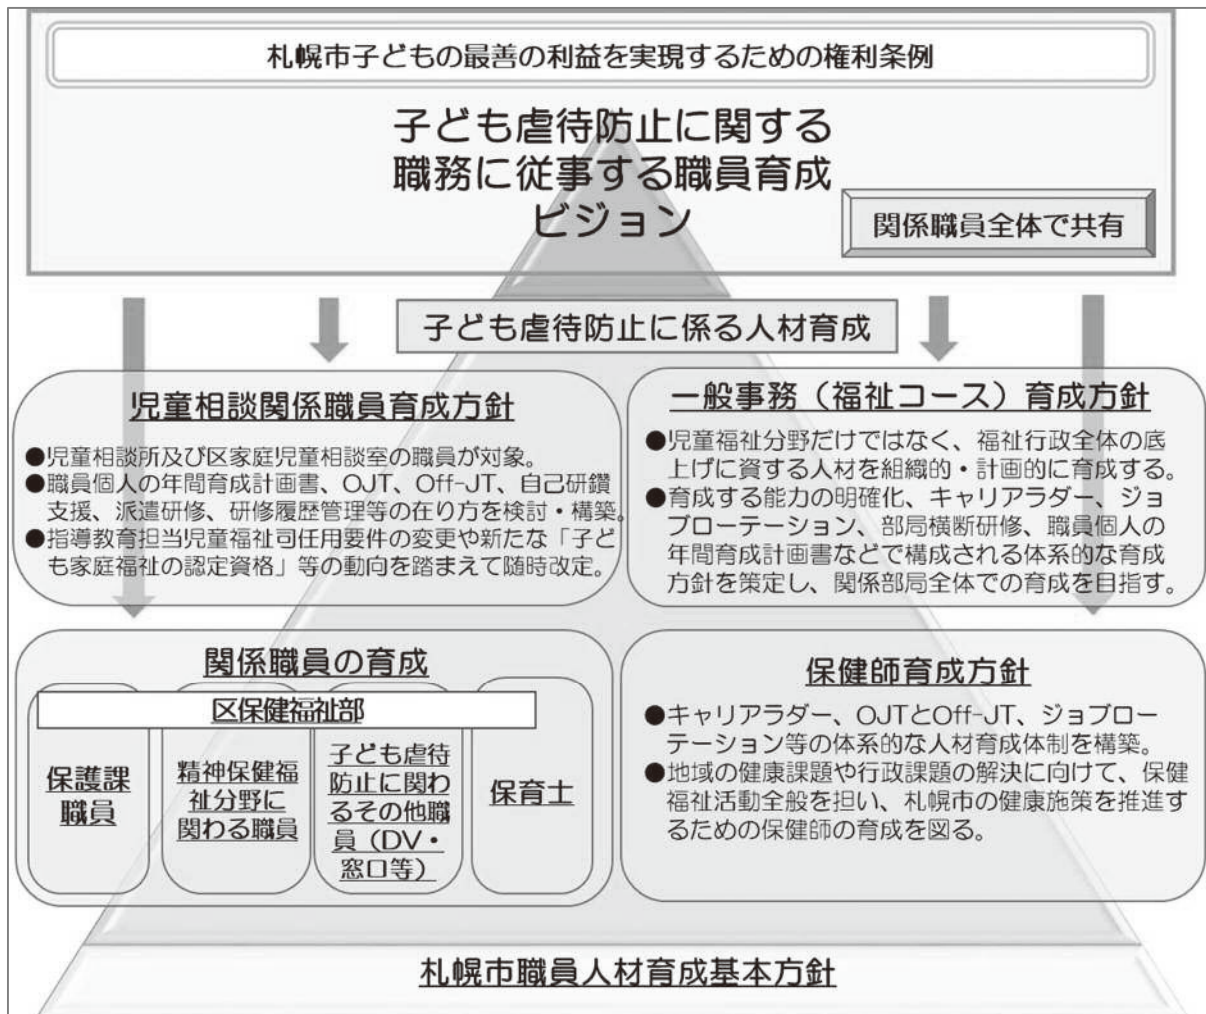 札幌市子どもの最善の利益を実現するための権利条例
子ども虐待防止に関する
職務に従事する職員育成
ビジョン
関係職員全体で共有
子ども虐待防止に係る人材育成
児童相談関係職員育成方針
●児童相談所及び区家庭児童相談室の職員が対象。
●職員個人の年間育成計画書、OJT、Off-JT、自己研鑽
支援、派遣研修、研修履歴管理等の在り方を検討・構築。
●指導教育担当児童福祉司任用要件の変更や新たな「子ど
も家庭福祉の認定資格」等の動向を踏まえて随時改定。
一般事務（福祉コース）育成方針
●児童福祉分野だけではなく、福祉行政全体の底
上げに資する人材を組織的・計画的に育成する。
●育成する能力の明確化、キャリアラダー、ジョ
ブローテーション、部局横断研修、職員個人の
年間育成計画書などで構成される体系的な育成
方針を策定し、関係部局全体での育成を目指す。
関係職員の育成
区保健福祉部
保護課
職員
精神保健福
祉分野に
関わる職員
子ども虐待
防止に関わ
るその他職
員（DV・
窓口等）
保育士
保健師育成方針
●キャリアラダー、OJTとOff-JT、ジョブロー
テーション等の体系的な人材育成体制を構築。
●地域の健康課題や行政課題の解決に向けて、保健
福祉活動全般を担い、札幌市の健康施策を推進す
るための保健師の育成を図る。
札幌市職員人材育成基本方針